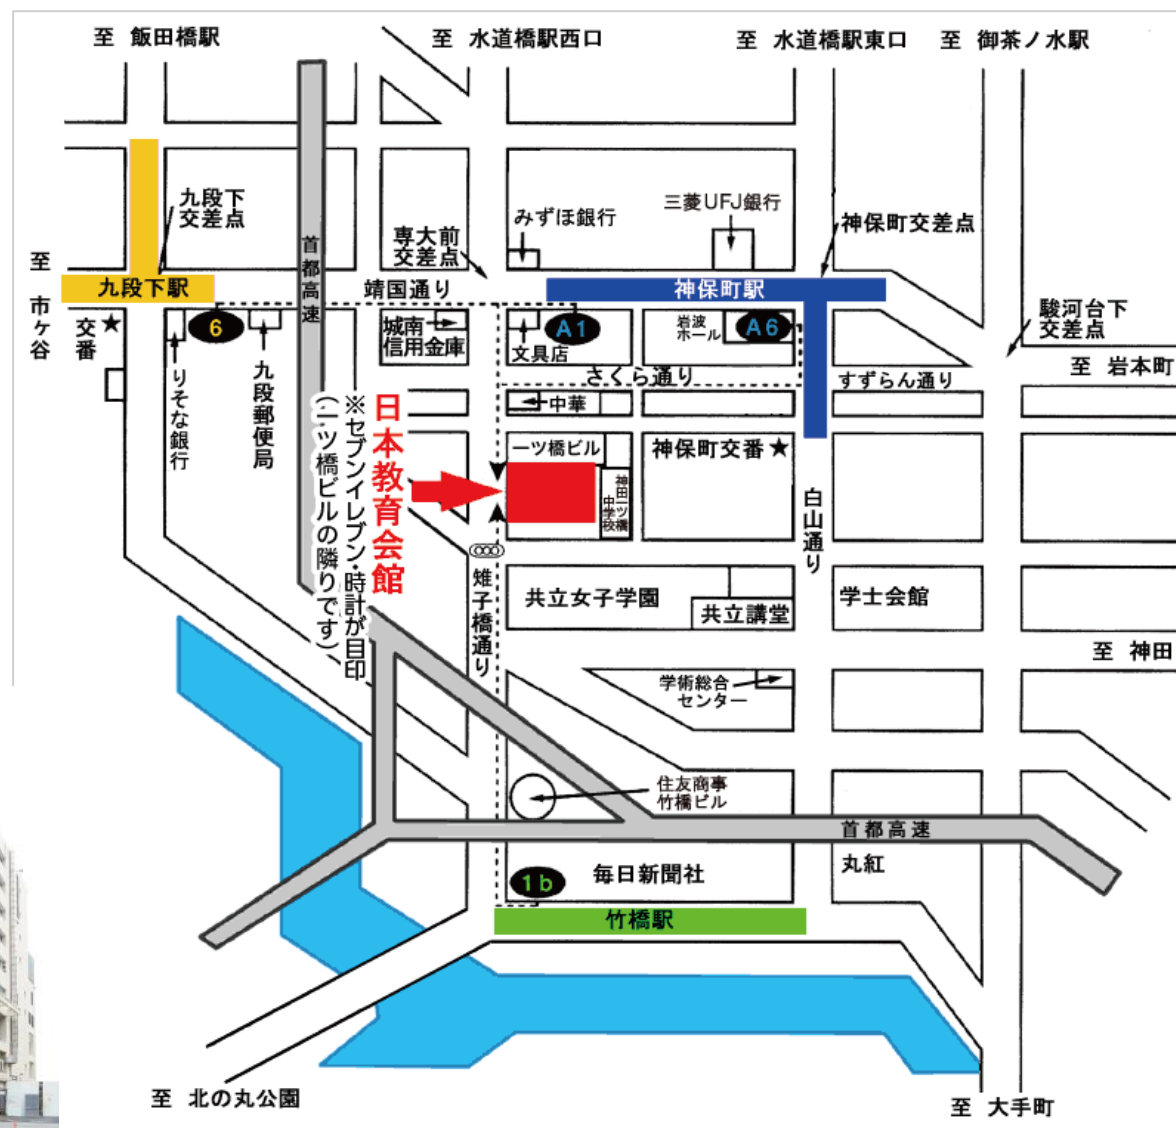 至 飯田橋駅
至 水道橋駅西口
至 水道橋駅東口
至 御茶ノ水駅
九段下
交差点
首都高速
専大前
交差点
みずほ銀行
三菱UFJ銀行
神保町交差点
至 市ヶ谷
九段下駅
靖国通り
神保町駅
駿河台下
交差点
交番★
6
城南
信用金庫
文具店
A1
岩波
ホール
A6
至 岩本町
りそな銀行
九段郵便局
さくら通り
すずらん通り
中華
日本教育会館
※セブンイレブン・時計が目印
(一ツ橋ビルの隣りです)
一ツ橋ビル
神田一ツ橋
中学校
神保町交番★
白山通り
雉子橋通り
共立女子学園
共立講堂
学士会館
至 神田
学術総合
センター
住友商事
竹橋ビル
首都高速
丸紅
1b
毎日新聞社
竹橋駅
至 北の丸公園
至 大手町